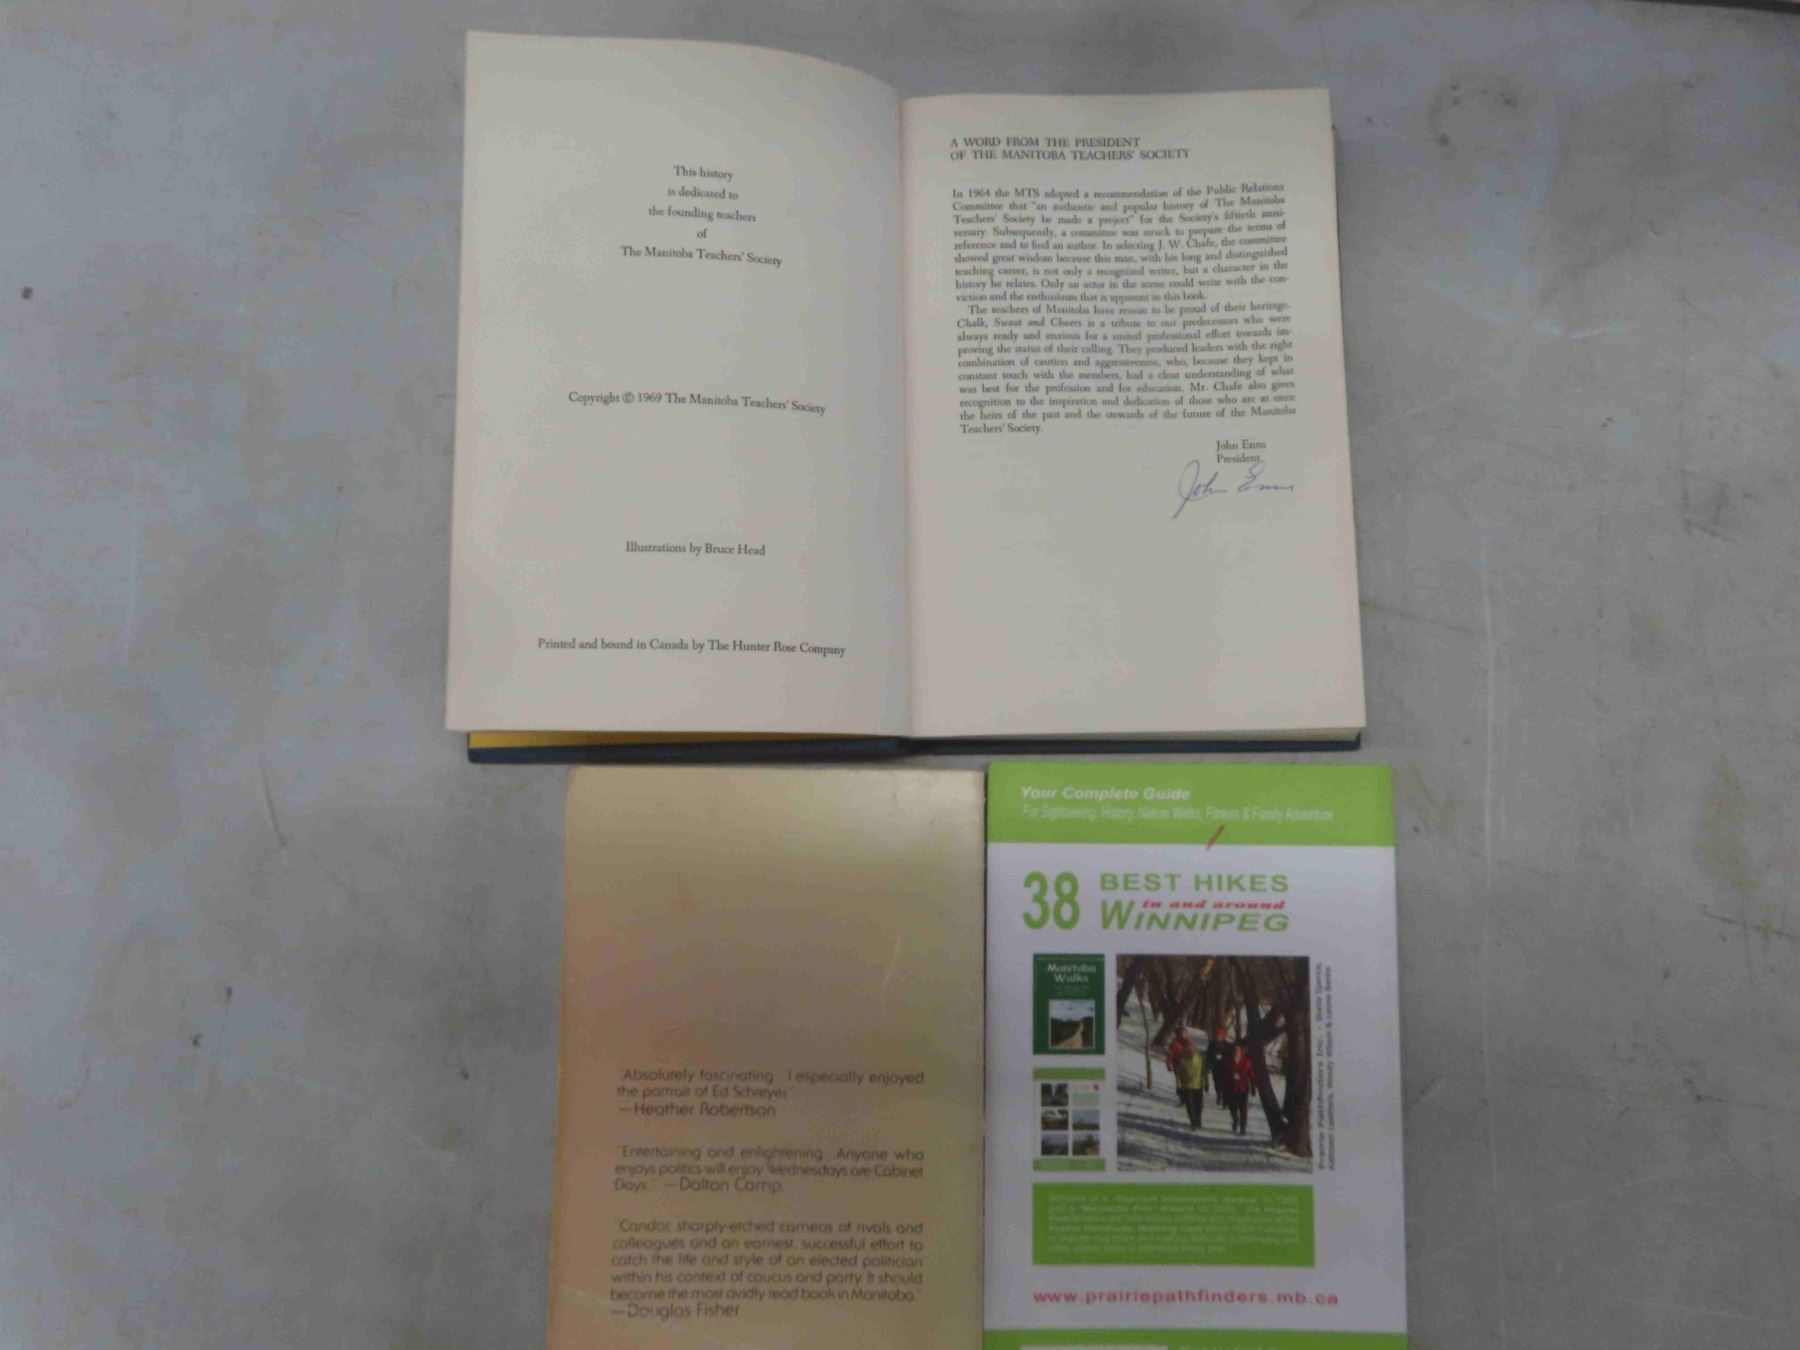 This history
is dedicated to
the founding teachers
of
The Manitoba Teachers' Society
Copyright © 1969 The Manitoba Teachers' Society
Illustrations by Bruce Head
Printed and bound in Canada by The Hunter Rose Company
A WORD FROM THE PRESIDENT
OF THE MANITOBA TEACHERS' SOCIETY
In 1964 the MTS adopted a recommendation of the Public Relations
Committee that "an authentic and popular history of The Manitoba
Teachers' Society be made a project" for the Society's fiftieth anni-
versary. Subsequently, a committee was struck to prepare the terms of
reference and to find an author. In selecting J. W. Chafe, the committee
showed great wisdom because this man, with his long and distinguished
teaching career, is not only a recognized writer, but a character in the
history he relates. Only an actor in the scene could write with the con-
viction and the enthusiasm that is apparent in this book.
The teachers of Manitoba have reason to be proud of their heritage.
Chalk, Sweat and Cheers is a tribute to our predecessors who were
always ready and anxious for a united professional effort towards im-
proving the status of their calling. They produced leaders with the right
combination of caution and aggressiveness, who, because they kept in
constant touch with the members, had a clear understanding of what
was best for the profession and for education. Mr. Chafe also gives
recognition to the inspiration and dedication of those who are at once
the heirs of the past and the stewards of the future of the Manitoba
Teachers' Society.
John Enns
President
John Enns
"Absolutely fascinating. I especially enjoyed
the portrait of Ed Schreyer
—Heather Robertson
"Entertaining and enlightening. Anyone who
enjoys politics will enjoy Wednesdays are Cabinet
Days." —Dalton Camp
"Candor, sharply-etched cameos of rivals and
colleagues and an earnest, successful effort to
catch the life and style of an elected politician
within his context of caucus and party. It should
become the most avidly read book in Manitoba."
—Douglas Fisher
Your Complete Guide
For Sightseeing, History, Nature Walks, Fitness & Family Adventure
38 BEST HIKES
in and around
WINNIPEG
Manitoba
Walks
Prairie Pathfinders Inc.
www.prairiepathfinders.mb.ca